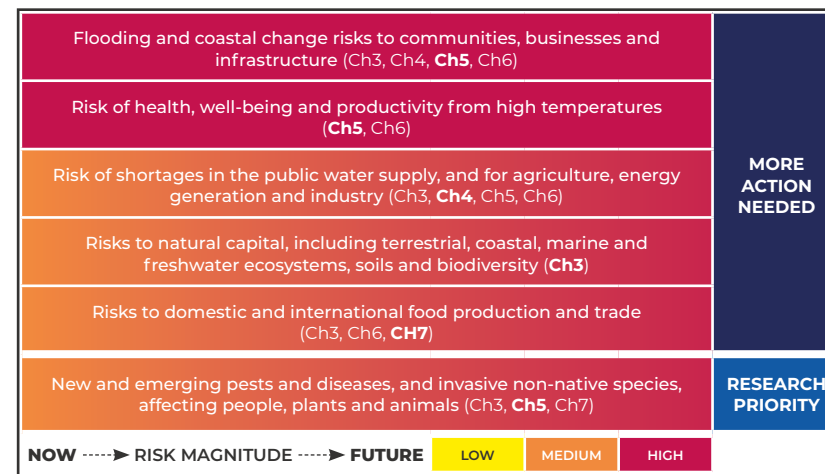 Flooding and coastal change risks to communities, businesses and
infrastructure (Ch3, Ch4, Ch5, Ch6)
Risk of health, well-being and productivity from high temperatures
(Ch5, Ch6)
Risk of shortages in the public water supply, and for agriculture, energy
generation and industry (Ch3, Ch4, Ch5, Ch6)
Risks to natural capital, including terrestrial, coastal, marine and
freshwater ecosystems, soils and biodiversity (Ch3)
Risks to domestic and international food production and trade
(Ch3, Ch6, CH7)
MORE
ACTION
NEEDED
New and emerging pests and diseases, and invasive non-native species,
affecting people, plants and animals (Ch3, Ch5, Ch7)
RESEARCH
PRIORITY
NOW RISK MAGNITUDE FUTURE LOW MEDIUM HIGH